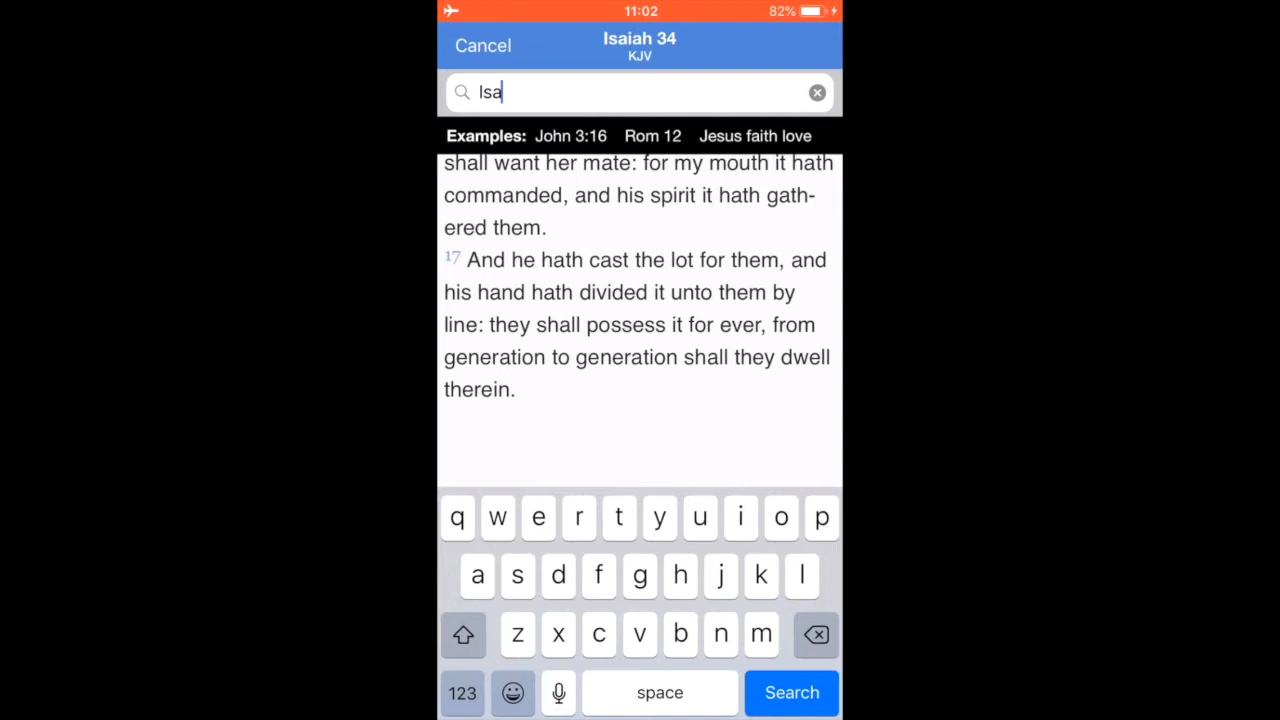 11:02
82%
Cancel
Isaiah 34
KJV
Isa
Examples: John 3:16 Rom 12 Jesus faith love
shall want her mate: for my mouth it hath
commanded, and his spirit it hath gath-
ered them.
17 And he hath cast the lot for them, and
his hand hath divided it unto them by
line: they shall possess it for ever, from
generation to generation shall they dwell
therein.
q w e r t y u i o p
a s d f g h j k l
z x c v b n m
123 space Search